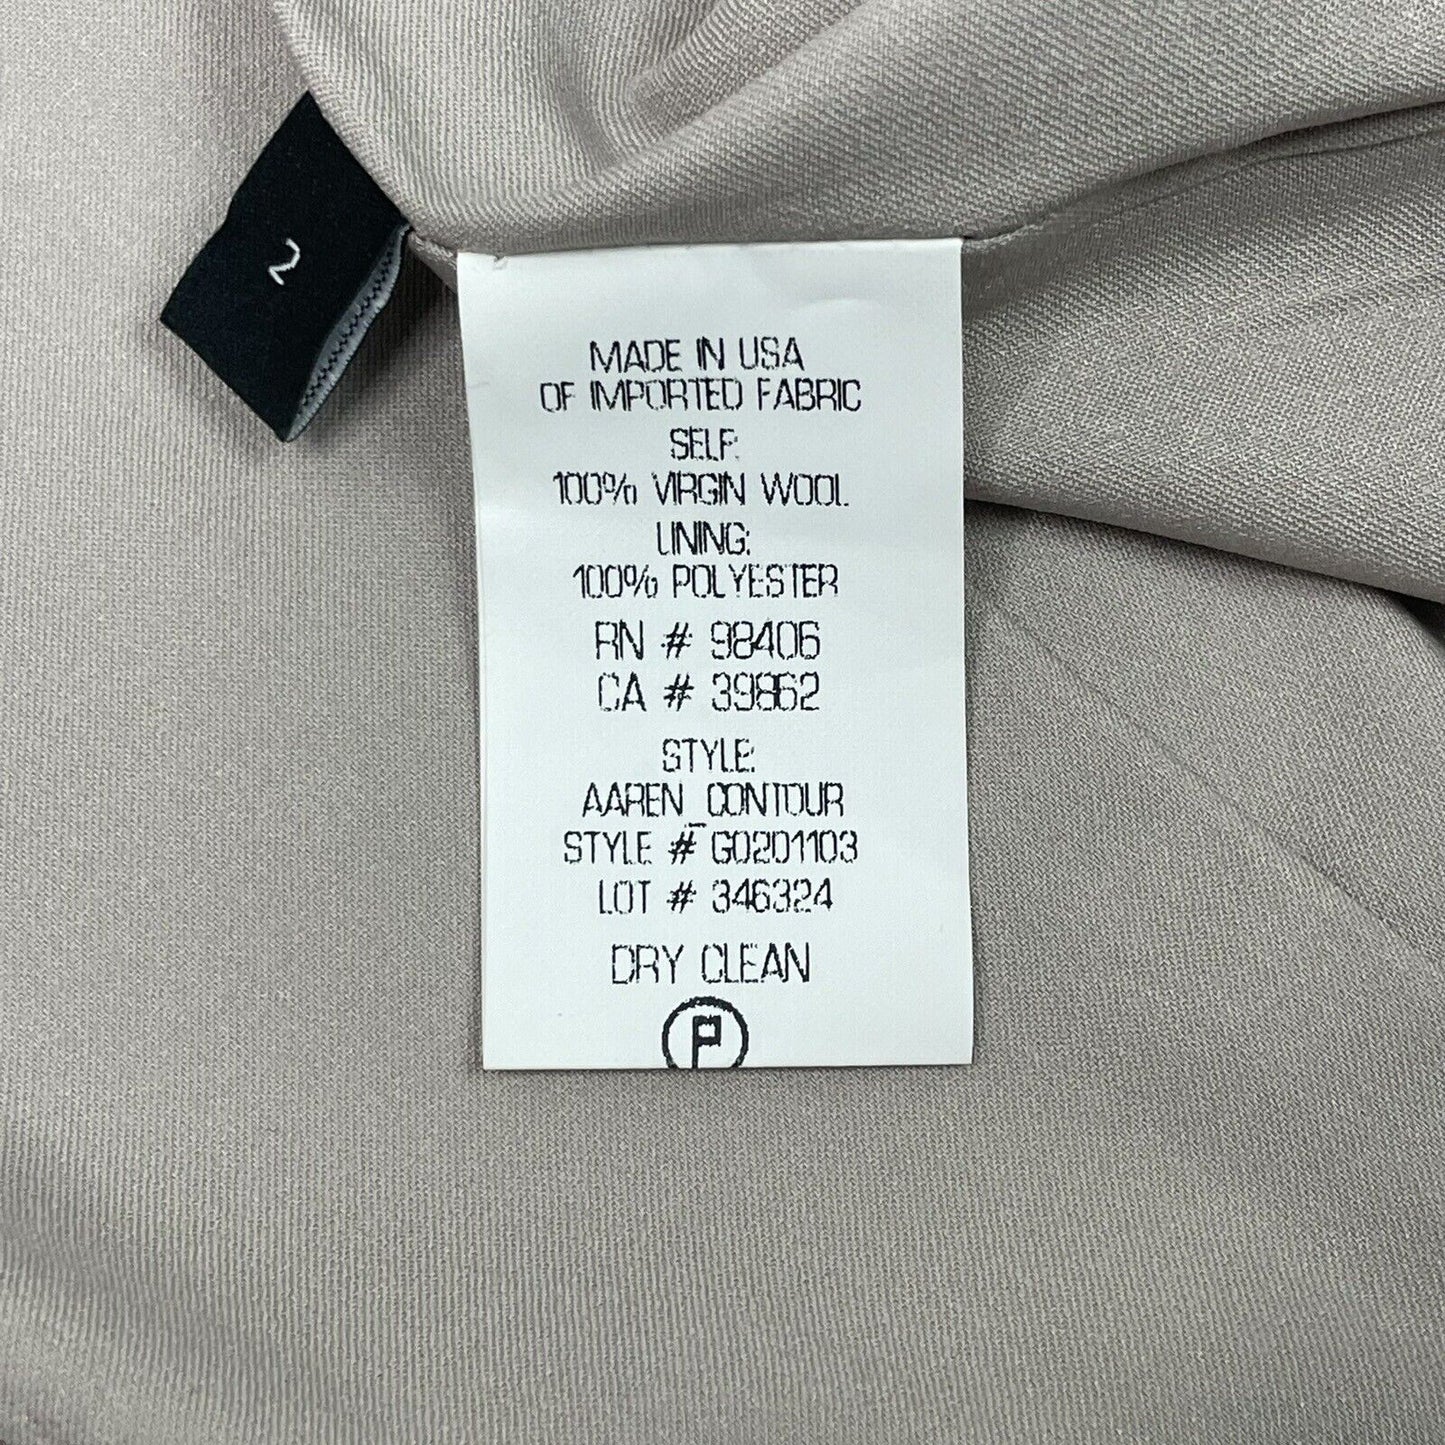 2
MADE IN USA
OF IMPORTED FABRIC
SELF:
100% VIRGIN WOOL
LINING:
100% POLYESTER
RN # 98406
CA # 39862
STYLE:
AAREN_CONTOUR
STYLE # G0201103
LOT # 346324
DRY CLEAN
P